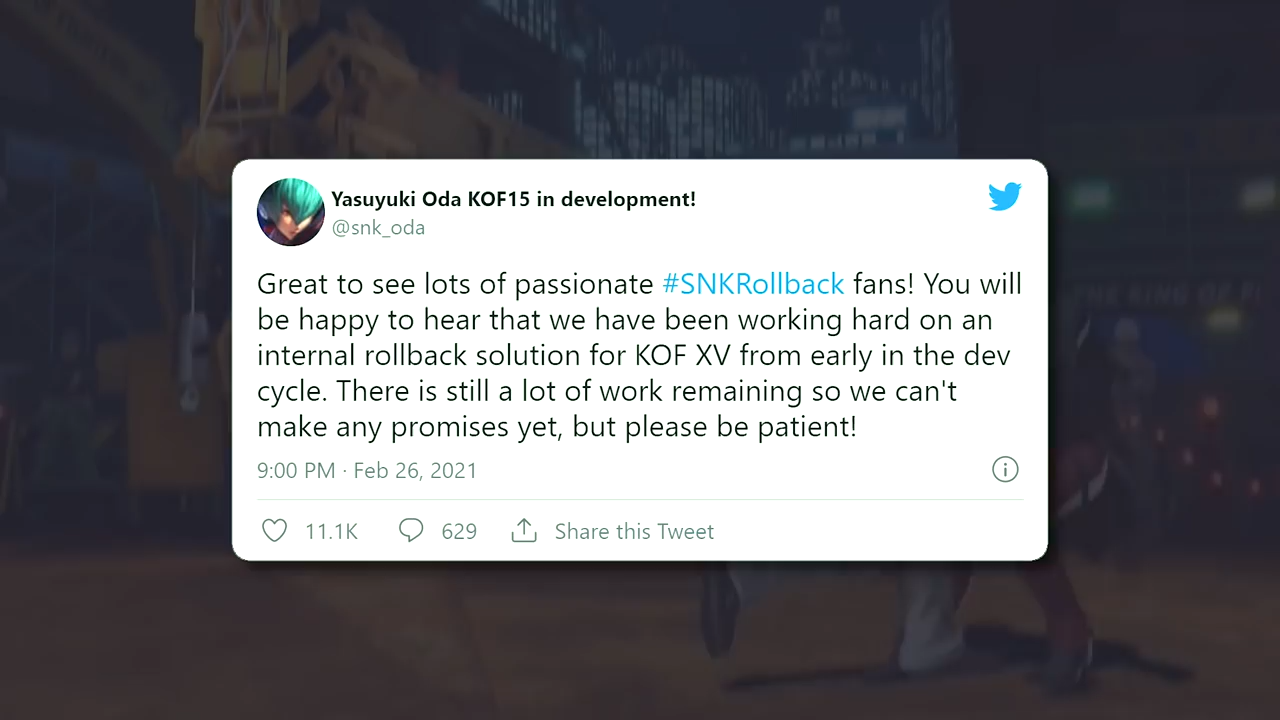 Yasuyuki Oda KOF15 in development!
@snk_oda
Great to see lots of passionate #SNKRollback fans! You will
be happy to hear that we have been working hard on an
internal rollback solution for KOF XV from early in the dev
cycle. There is still a lot of work remaining so we can't
make any promises yet, but please be patient!
9:00 PM · Feb 26, 2021
11.1K 629 Share this Tweet